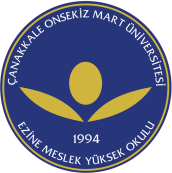 ÇANAKKALE ONSEKİZ MART ÜNİVERSİTESİ
1994
EZİNE MESLEK YÜKSEK OKULU